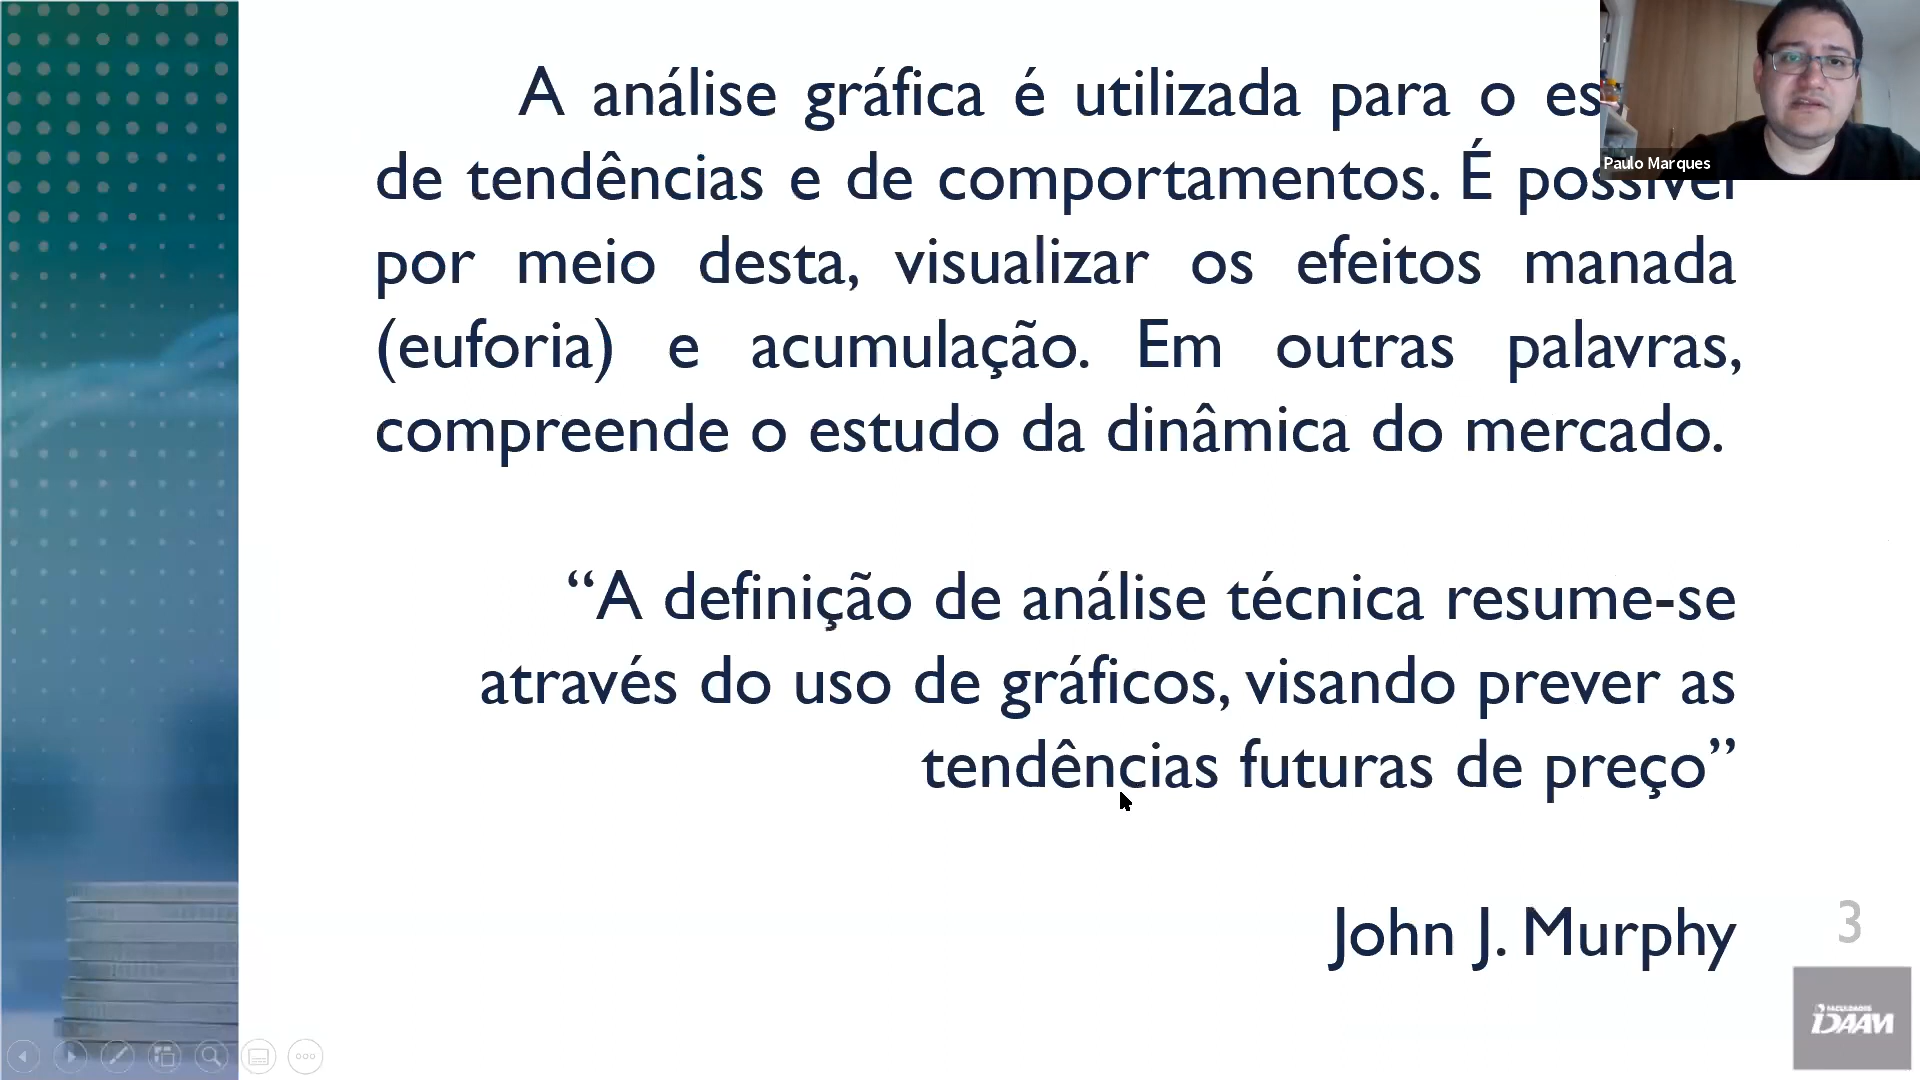 A análise gráfica é utilizada para o
de tendências e de comportamentos. É possível
por meio desta, visualizar os efeitos manada
(euforia) e acumulação. Em outras palavras,
compreende o estudo da dinâmica do mercado.
“A definição de análise técnica resume-se
através do uso de gráficos, visando prever as
tendências futuras de preço”
John J. Murphy
3
Paulo Marques
FACULDADES
IDAAM